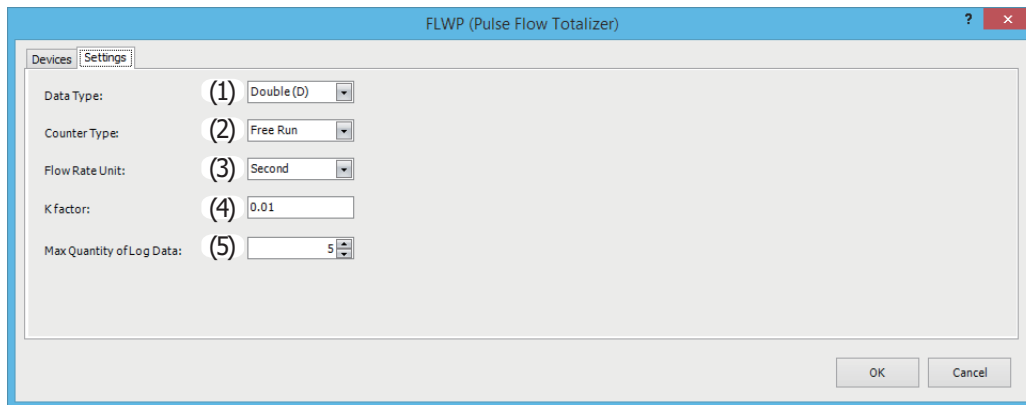 FLWP (Pulse Flow Totalizer)
? ×
Devices Settings
Data Type: (1) Double (D)
Counter Type: (2) Free Run
Flow Rate Unit: (3) Second
K factor: (4) 0.01
Max Quantity of Log Data: (5) 5
OK Cancel